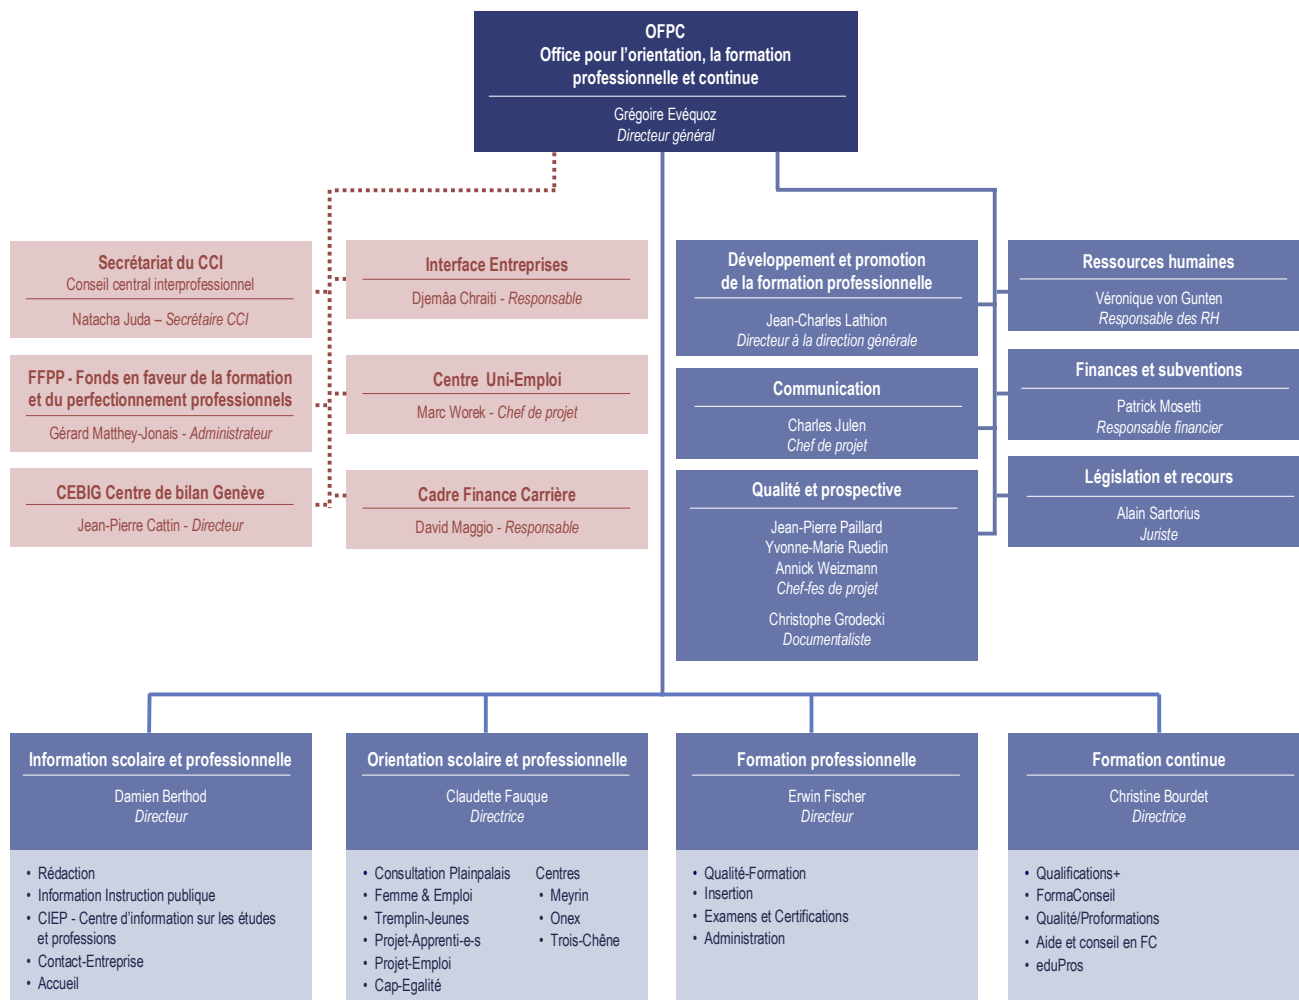 OFPC
Office pour l'orientation, la formation
professionnelle et continue
Grégoire Evéquoz
Directeur général
Secrétariat du CCI
Conseil central interprofessionnel
Natacha Juda – Secrétaire CCI
FFPP - Fonds en faveur de la formation
et du perfectionnement professionnels
Gérard Matthey-Jonais - Administrateur
CEBIG Centre de bilan Genève
Jean-Pierre Cattin - Directeur
Interface Entreprises
Djemâa Chraiti - Responsable
Centre Uni-Emploi
Marc Worek - Chef de projet
Cadre Finance Carrière
David Maggio - Responsable
Développement et promotion
de la formation professionnelle
Jean-Charles Lathion
Directeur à la direction générale
Communication
Charles Julen
Chef de projet
Qualité et prospective
Jean-Pierre Paillard
Yvonne-Marie Ruedin
Annick Weizmann
Chef-fes de projet
Christophe Grodecki
Documentaliste
Ressources humaines
Véronique von Gunten
Responsable des RH
Finances et subventions
Patrick Mosetti
Responsable financier
Législation et recours
Alain Sartorius
Juriste
Information scolaire et professionnelle
Damien Berthod
Directeur
• Rédaction
• Information Instruction publique
• CIEP - Centre d'information sur les études
et professions
• Contact-Entreprise
• Accueil
Orientation scolaire et professionnelle
Claudette Fauque
Directrice
• Consultation Plainpalais
• Femme & Emploi
• Tremplin-Jeunes
• Projet-Apprenti-e-s
• Projet-Emploi
• Cap-Egalité
Centres
• Meyrin
• Onex
• Trois-Chêne
Formation professionnelle
Erwin Fischer
Directeur
• Qualité-Formation
• Insertion
• Examens et Certifications
• Administration
Formation continue
Christine Bourdet
Directrice
• Qualifications+
• FormaConseil
• Qualité/Proformations
• Aide et conseil en FC
• eduPros